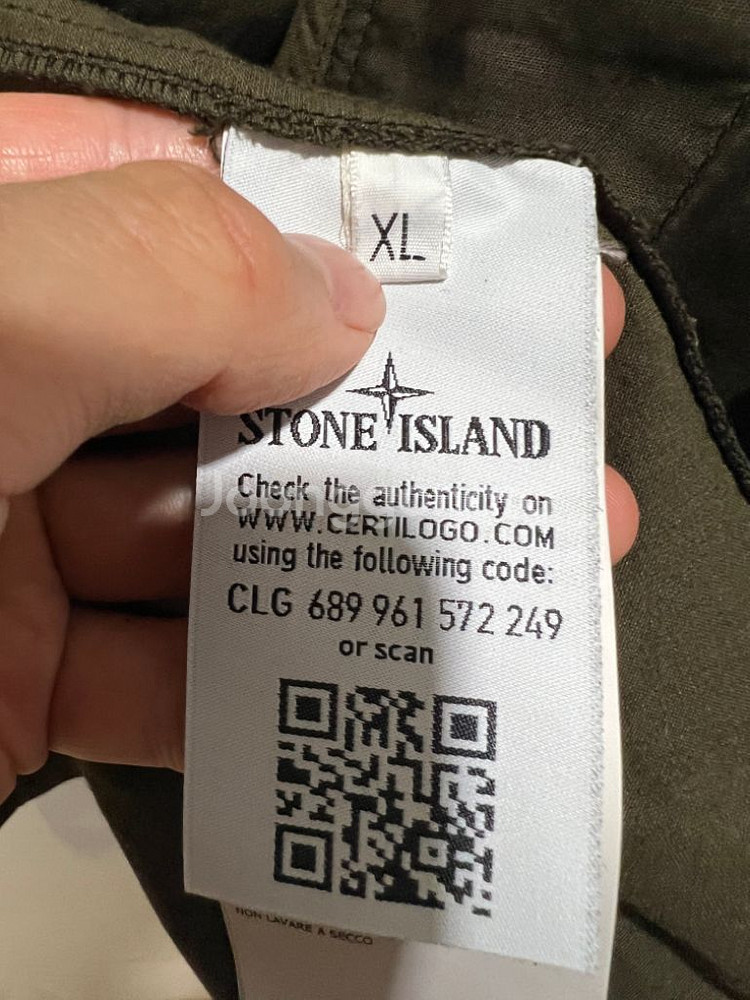 XL
STONE ISLAND
Check the authenticity on
WWW.CERTILOGO.COM
using the following code:
CLG 689 961 572 249
or scan
NON LAVARE A SECCO